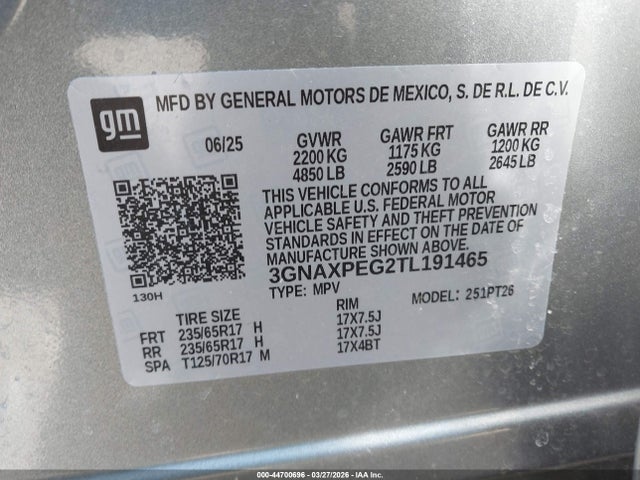 gm
MFD BY GENERAL MOTORS DE MEXICO, S. DE R.L. DE C.V.
06/25 GVWR GAWR FRT GAWR RR
2200 KG 1175 KG 1200 KG
4850 LB 2590 LB 2645 LB
THIS VEHICLE CONFORMS TO ALL
APPLICABLE U.S. FEDERAL MOTOR
VEHICLE SAFETY AND THEFT PREVENTION
STANDARDS IN EFFECT ON THE DATE OF
MANUFACTURE SHOWN ABOVE.
3GNAXPEG2TL191465
TYPE: MPV MODEL: 251PT26
130H
TIRE SIZE RIM
FRT 235/65R17 H 17X7.5J
RR 235/65R17 H 17X7.5J
SPA T125/70R17 M 17X4BT
000-44700696 - 03/27/2026 - IAA Inc.